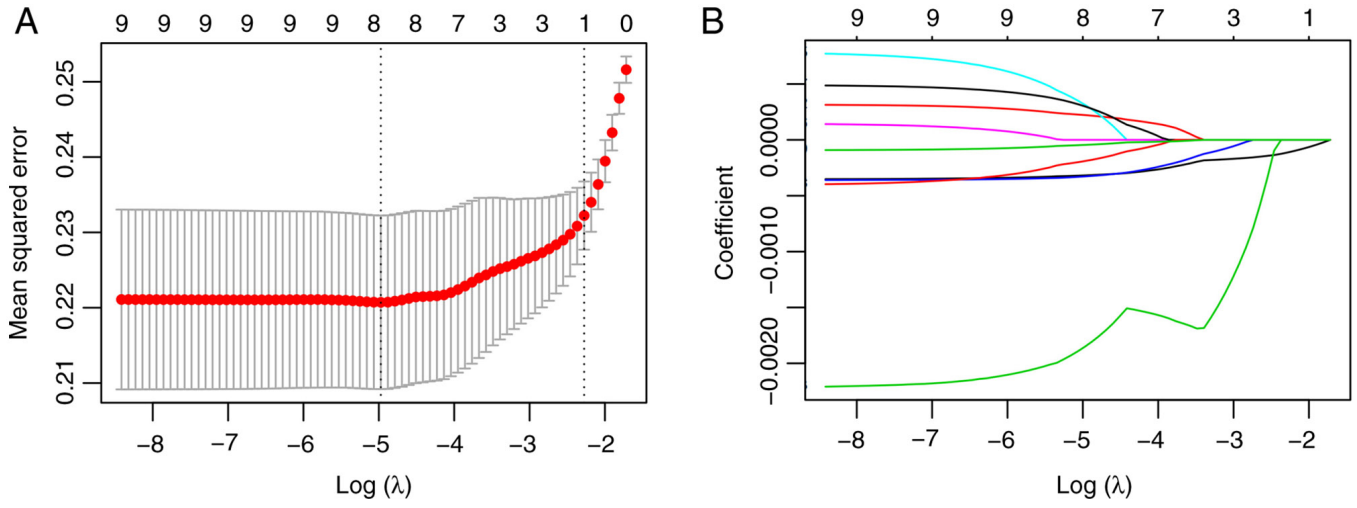 A
9 9 9 9 9 9 9 8 8 7 3 3 1 0
Mean squared error
0.25
0.24
0.23
0.22
0.21
−8 −7 −6 −5 −4 −3 −2
Log (λ)
B
9 9 9 8 7 3 1
Coefficient
0.0000
−0.0010
−0.0020
−8 −7 −6 −5 −4 −3 −2
Log (λ)